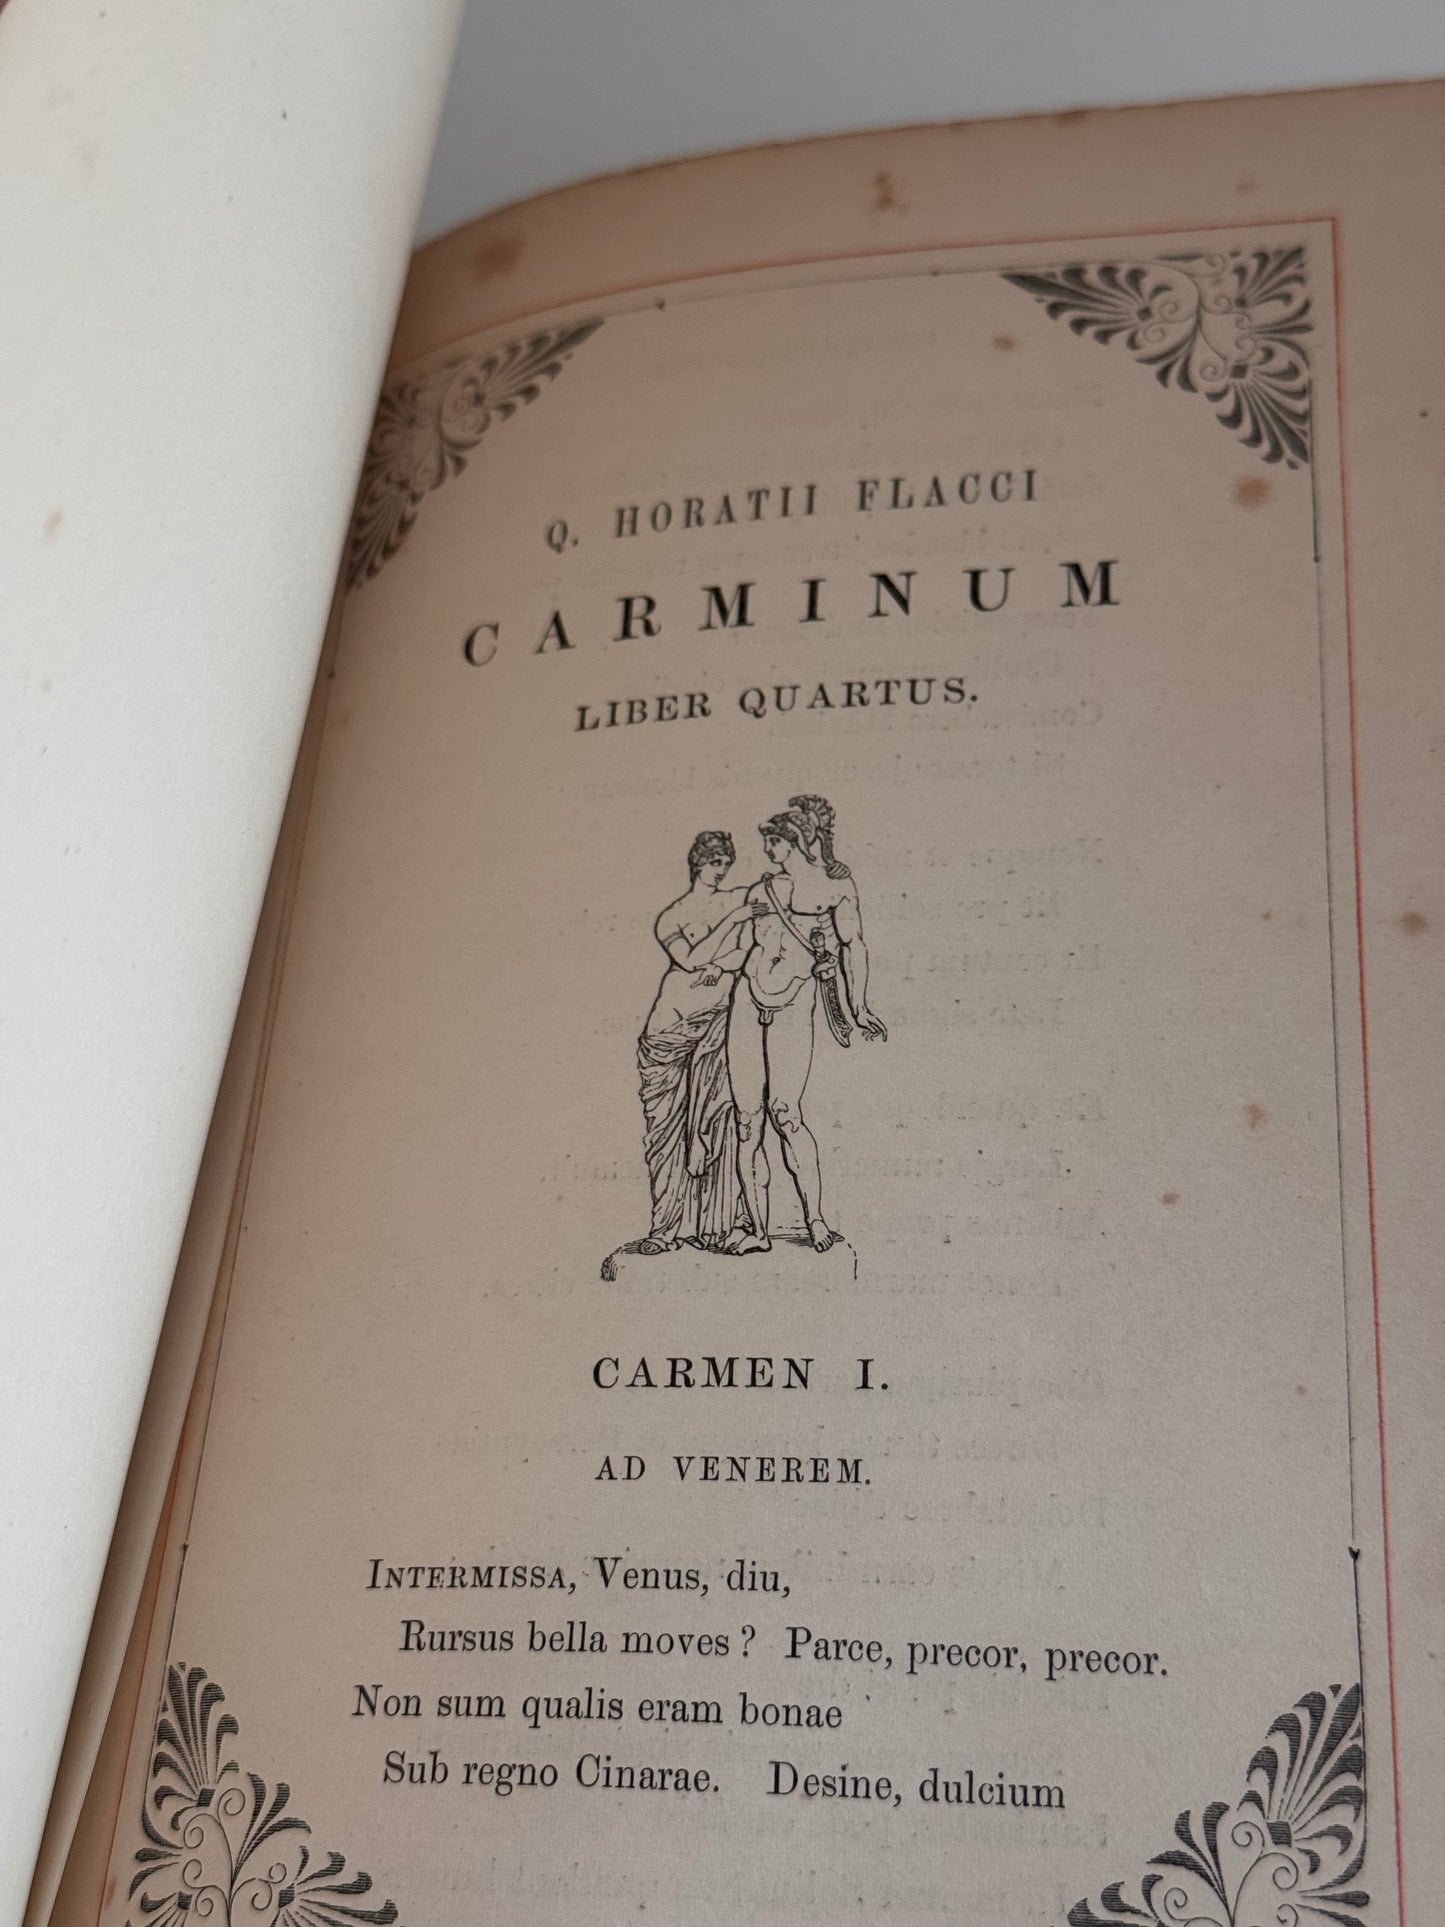 Q. HORATII FLACCI
CARMINUM
LIBER QUARTUS.
CARMEN I.
AD VENEREM.
INTERMISSA, Venus, diu,
Rursus bella moves? Parce, precor, precor.
Non sum qualis eram bonae
Sub regno Cinarae. Desine, dulcium